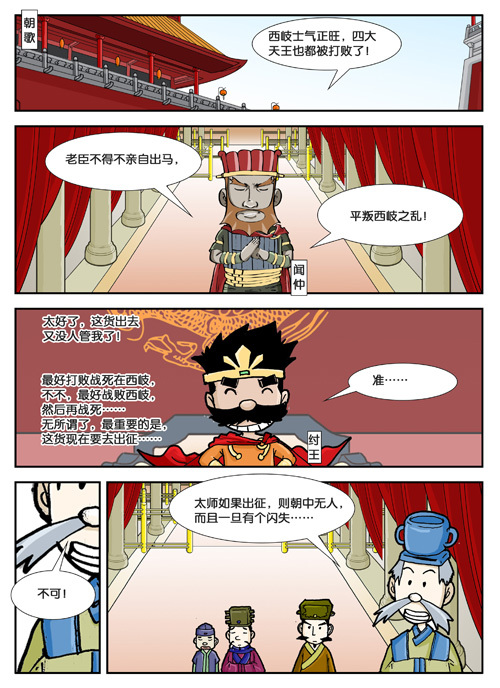 朝歌
西岐士气正旺，四大
天王也都被打败了！
老臣不得不亲自出马，
平叛西岐之乱！
闻仲
太好了，这货出去
又没人管我了！
最好打败战死在西岐，
不不，最好战败西岐，
然后再战死……
无所谓了，最重要的是，
这货现在要去出征……
准……
纣王
不可！
太师如果出征，则朝中无人，
而且一旦有个闪失……